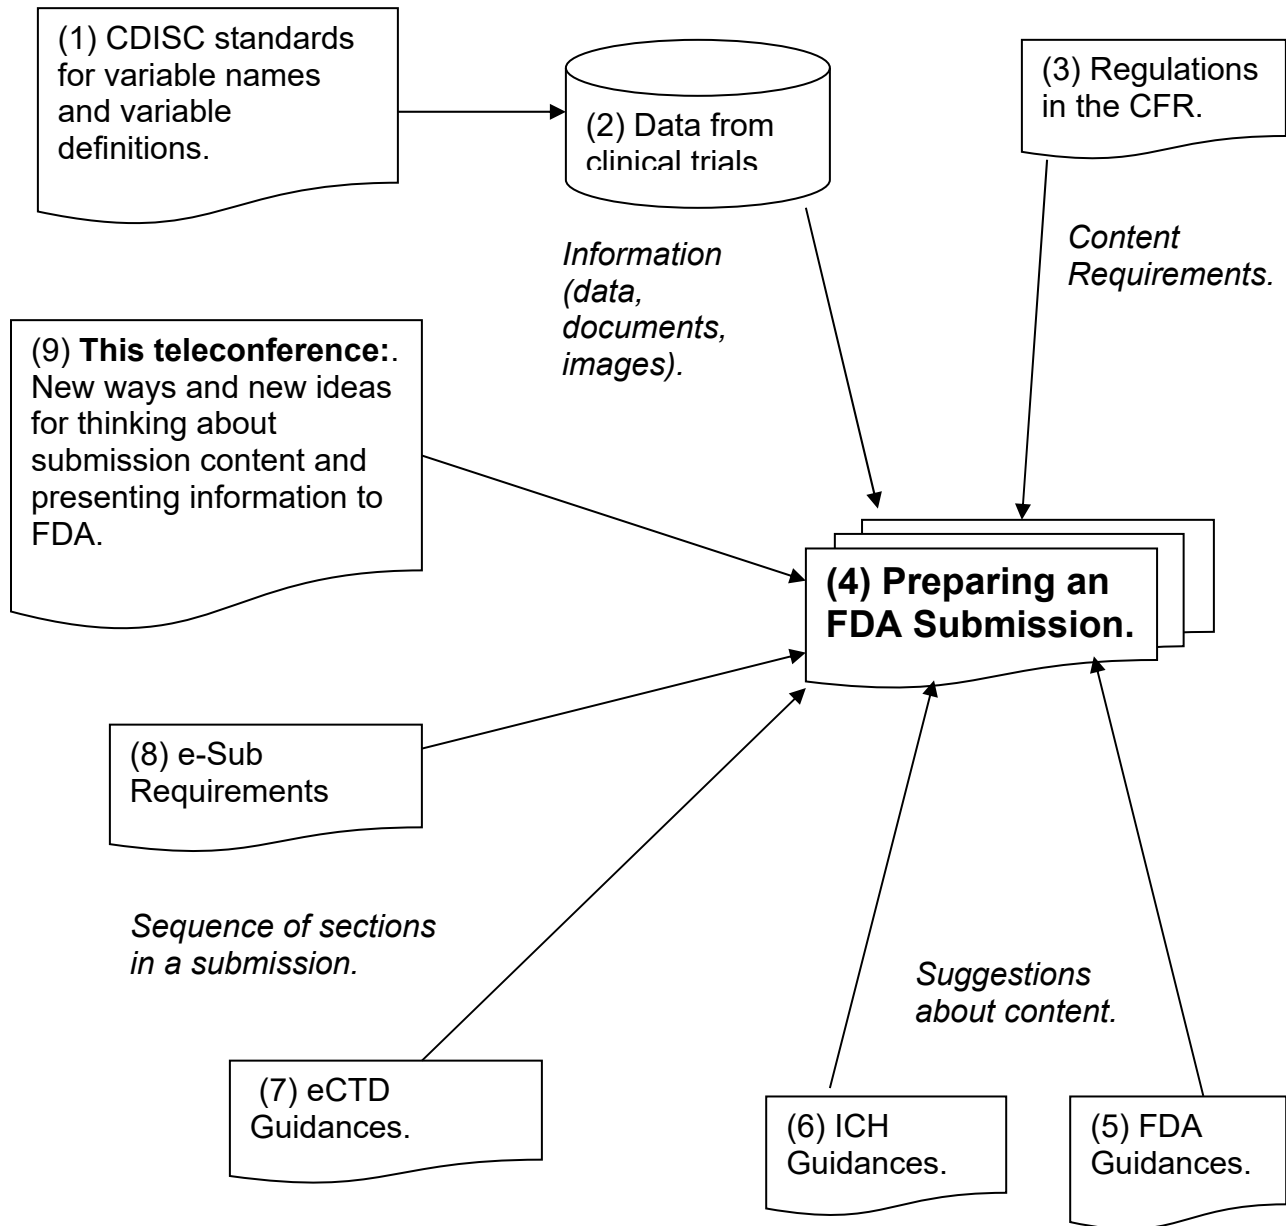 (1) CDISC standards
for variable names
and variable
definitions.
(2) Data from
clinical trials
(3) Regulations
in the CFR.
Information
(data,
documents,
images).
Content
Requirements.
(9) This teleconference:.
New ways and new ideas
for thinking about
submission content and
presenting information to
FDA.
(4) Preparing an
FDA Submission.
(8) e-Sub
Requirements
Sequence of sections
in a submission.
Suggestions
about content.
(7) eCTD
Guidances.
(6) ICH
Guidances.
(5) FDA
Guidances.